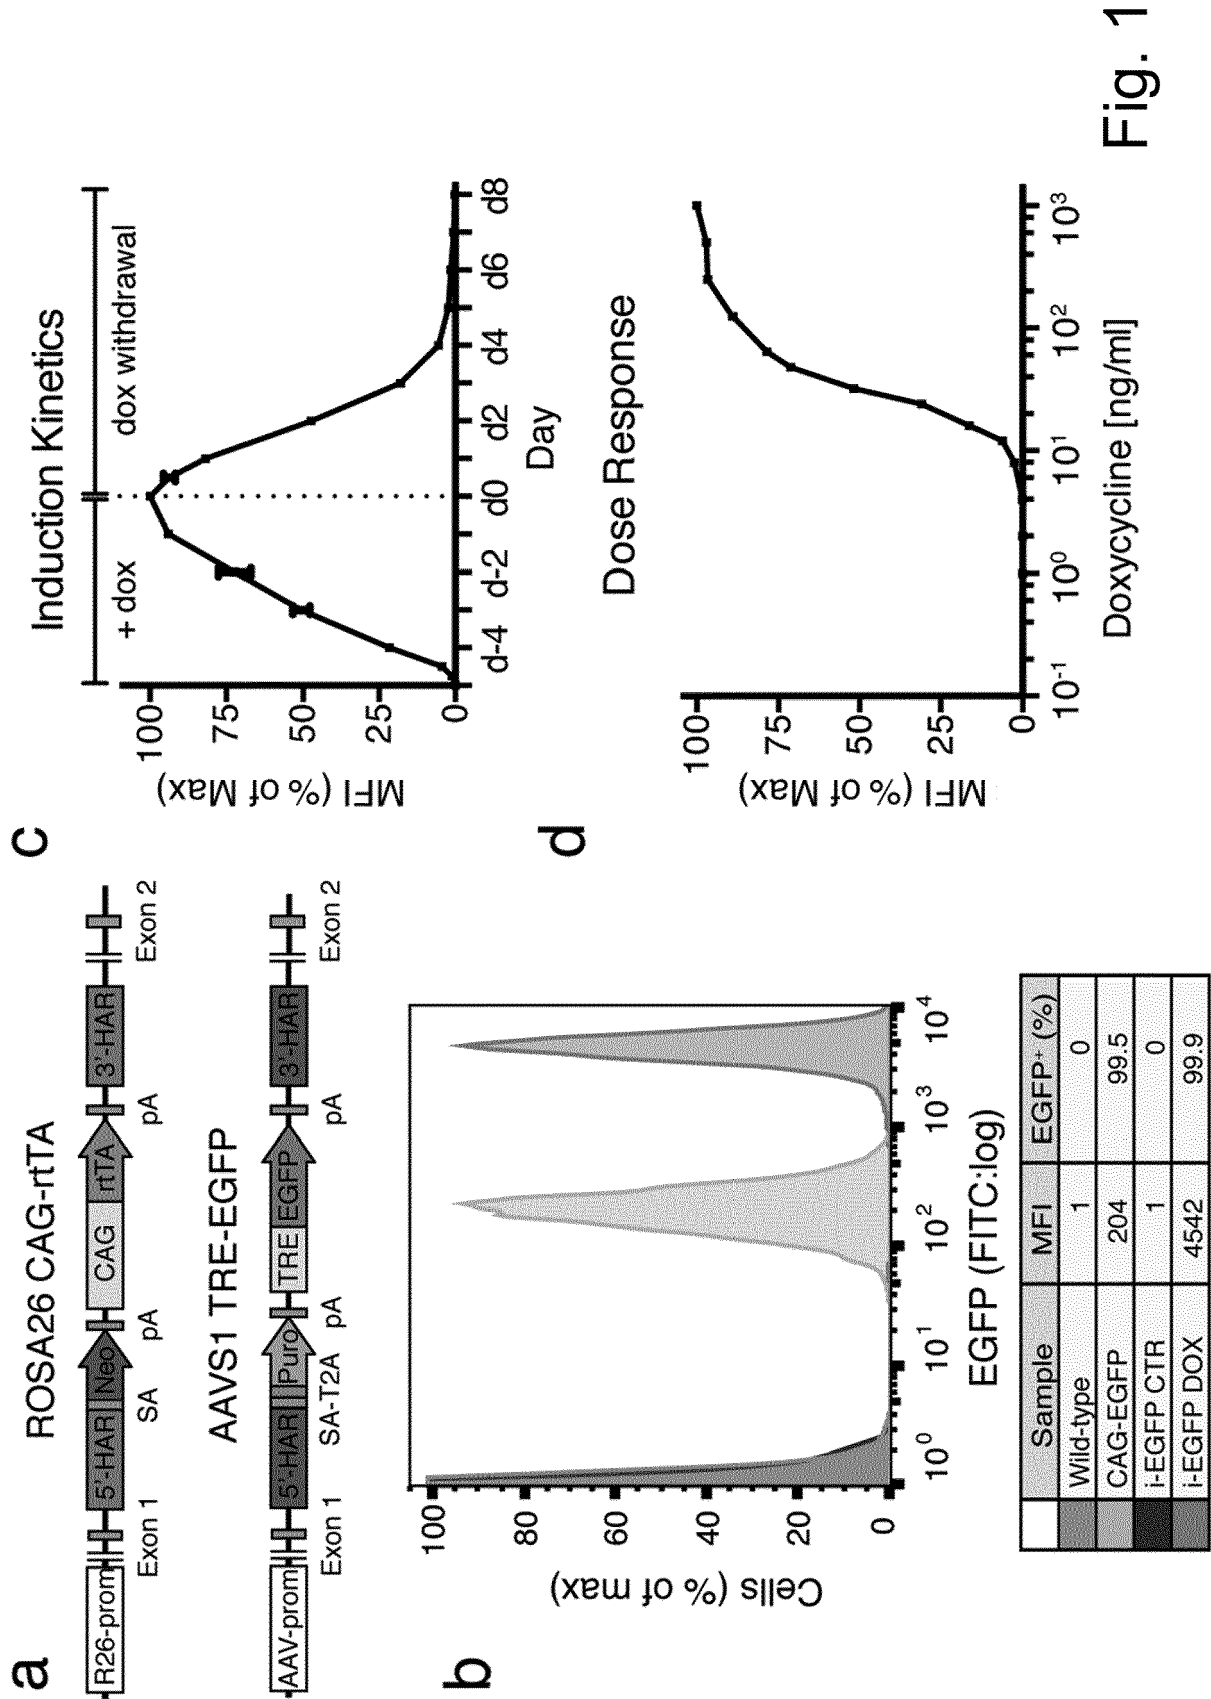 a
ROSA26 CAG-rtTA
R26-prom 5'-HAR Neo CAG rtTA 3'-HAR
Exon 1 SA pA pA Exon 2
AAVS1 TRE-EGFP
AAV-prom 5'-HAR Puro TRE EGFP 3'-HAR
Exon 1 SA-T2A pA pA Exon 2
b
Cells (% of max)
100
80
60
40
20
0
10⁰ 10¹ 10² 10³ 10⁴
EGFP (FITC:log)
Sample MFI EGFP⁺ (%)
Wild-type 1 0
CAG-EGFP 204 99.5
i-EGFP CTR 1 0
i-EGFP DOX 4542 99.9
c
Induction Kinetics
+ dox dox withdrawal
MFI (% of Max)
100
75
50
25
0
d-4 d-2 d0 d2 d4 d6 d8
Day
d
Dose Response
MFI (% of Max)
100
75
50
25
0
10⁻¹ 10⁰ 10¹ 10² 10³
Doxycycline [ng/ml]
Fig. 1